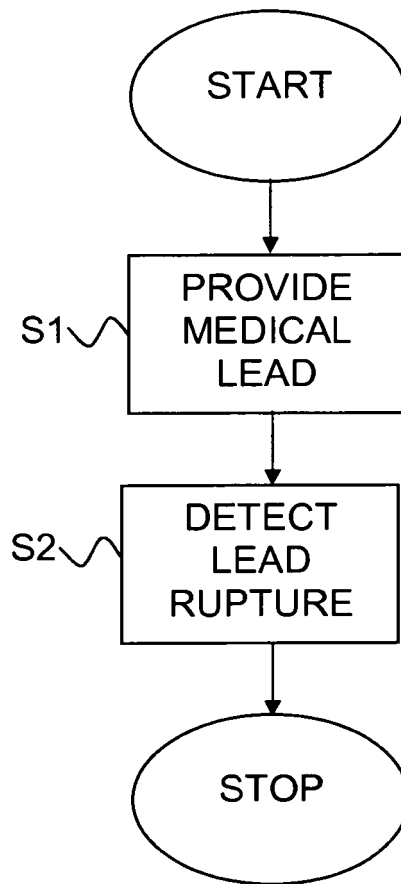 START
S1
PROVIDE
MEDICAL
LEAD
S2
DETECT
LEAD
RUPTURE
STOP